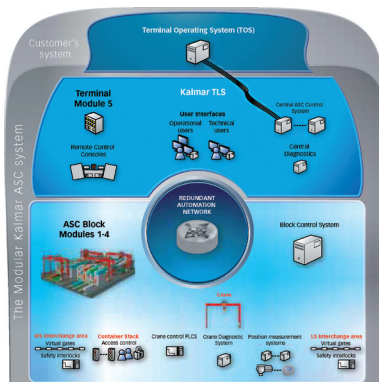 The Modular Kalmar ASC system
Customer's
system
Terminal Operating System (TOS)
Terminal
Module 5
Remote Control
Consoles
Kalmar TLS
User Interfaces
Operational
users
Technical
users
Central ASC Control
System
Central
Diagnostics
REDUNDANT
AUTOMATION
NETWORK
ASC Block
Modules 1-4
Block Control System
WS Interchange area
Virtual gates
Safety interlocks
Container Stack
Access control
Crane control PLCS
Crane
Crane Diagnostic
System
Position measurement
systems
LS Interchange area
Virtual gates
Safety interlocks